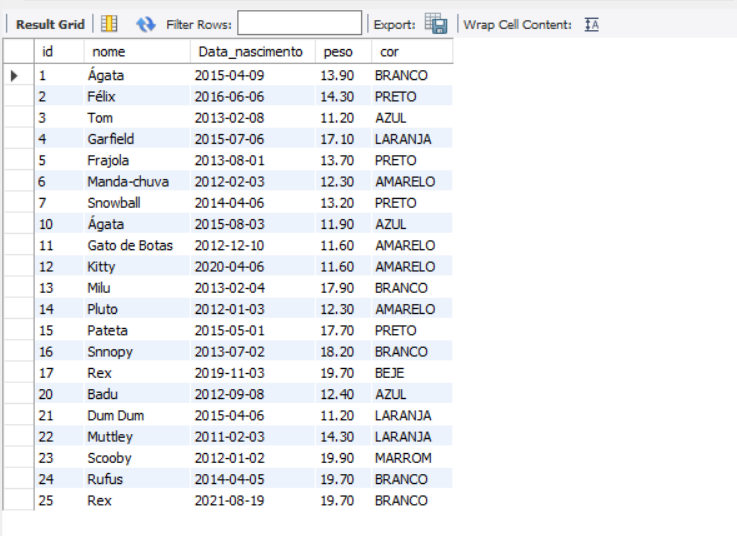 Result Grid Filter Rows: Export: Wrap Cell Content:
id nome Data_nascimento peso cor
1 Ágata 2015-04-09 13.90 BRANCO
2 Félix 2016-06-06 14.30 PRETO
3 Tom 2013-02-08 11.20 AZUL
4 Garfield 2015-07-06 17.10 LARANJA
5 Frajola 2013-08-01 13.70 PRETO
6 Manda-chuva 2012-02-03 12.30 AMARELO
7 Snowball 2014-04-06 13.20 PRETO
10 Ágata 2015-08-03 11.90 AZUL
11 Gato de Botas 2012-12-10 11.60 AMARELO
12 Kitty 2020-04-06 11.60 AMARELO
13 Milu 2013-02-04 17.90 BRANCO
14 Pluto 2012-01-03 12.30 AMARELO
15 Pateta 2015-05-01 17.70 PRETO
16 Snnopy 2013-07-02 18.20 BRANCO
17 Rex 2019-11-03 19.70 BEJE
20 Badu 2012-09-08 12.40 AZUL
21 Dum Dum 2015-04-06 11.20 LARANJA
22 Muttley 2011-02-03 14.30 LARANJA
23 Scooby 2012-01-02 19.90 MARROM
24 Rufus 2014-04-05 19.70 BRANCO
25 Rex 2021-08-19 19.70 BRANCO